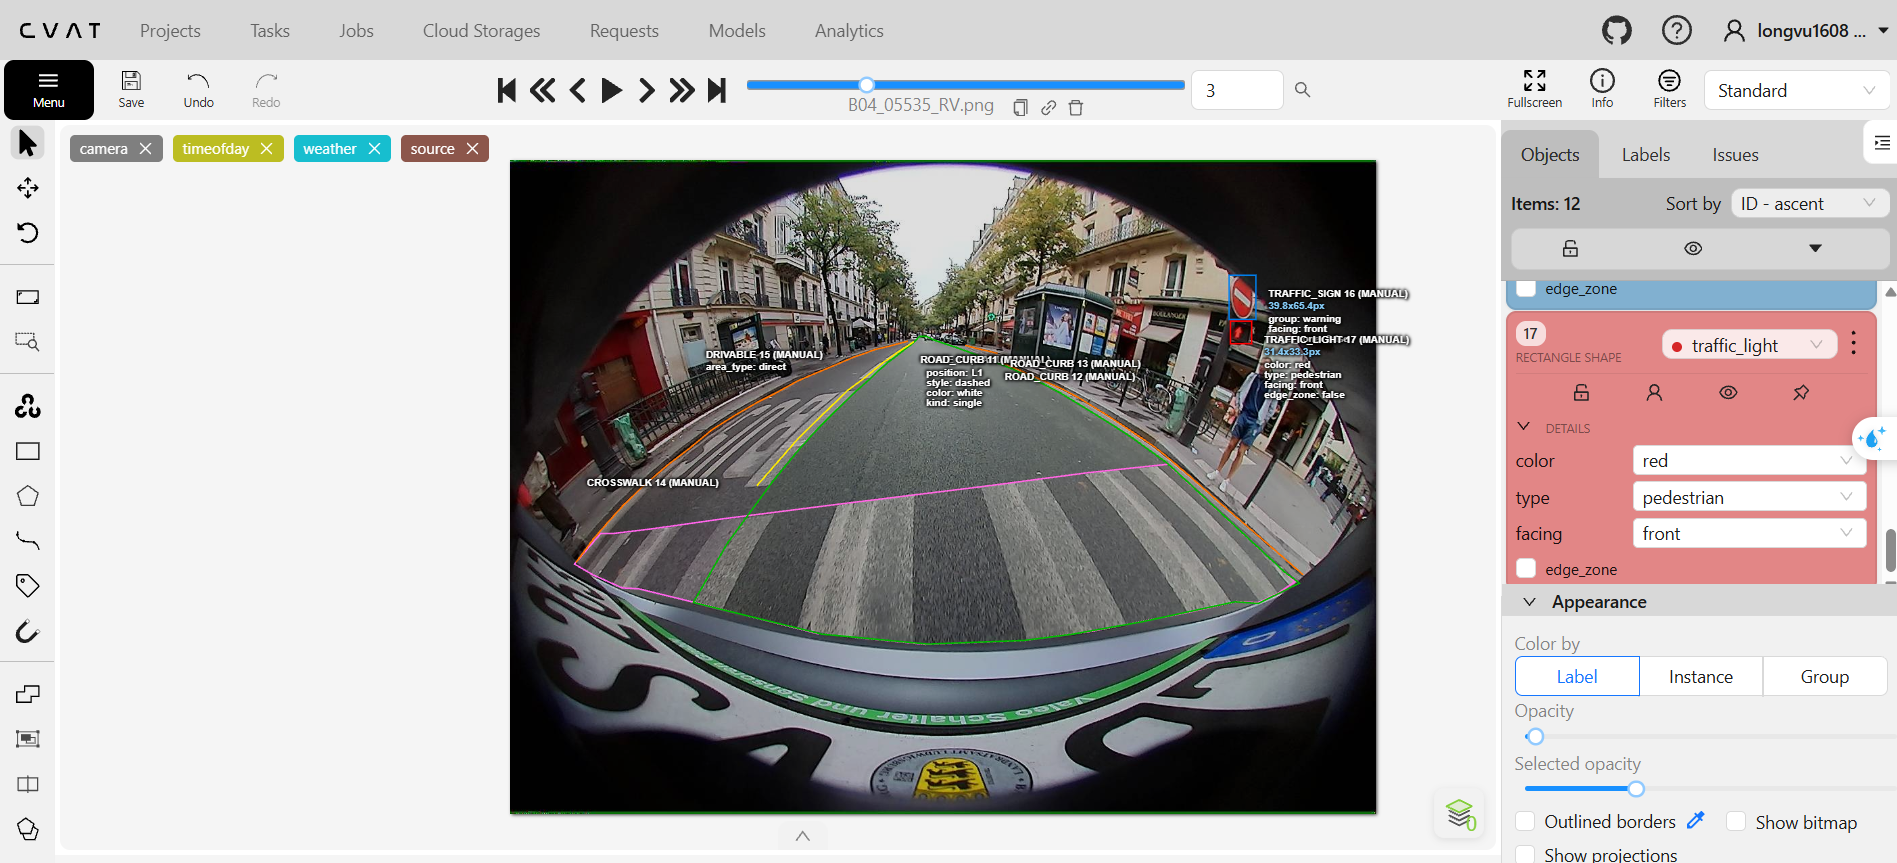 CVAT
Projects
Tasks
Jobs
Cloud Storages
Requests
Models
Analytics
longvu1608 ...
Menu
Save
Undo
Redo
B04_05535_RV.png
3
Fullscreen
Info
Filters
Standard
camera
timeofday
weather
source
TRAFFIC_SIGN 16 (MANUAL)
39.8x65.4px
group: warning
facing: front
TRAFFIC_LIGHT 17 (MANUAL)
31.4x33.3px
color: red
type: pedestrian
facing: front
edge_zone: false
DRIVABLE 15 (MANUAL)
area_type: direct
position: L1
style: dashed
color: white
kind: single
ROAD_CURB 13 (MANUAL)
ROAD_CURB 12 (MANUAL)
CROSSWALK 14 (MANUAL)
Valeo Schalter und Sensoren
Objects
Labels
Issues
Items: 12
Sort by
ID - ascent
edge_zone
17
RECTANGLE SHAPE
traffic_light
DETAILS
color
red
type
pedestrian
facing
front
edge_zone
Appearance
Color by
Label
Instance
Group
Opacity
Selected opacity
Outlined borders
Show bitmap
Show projections
0